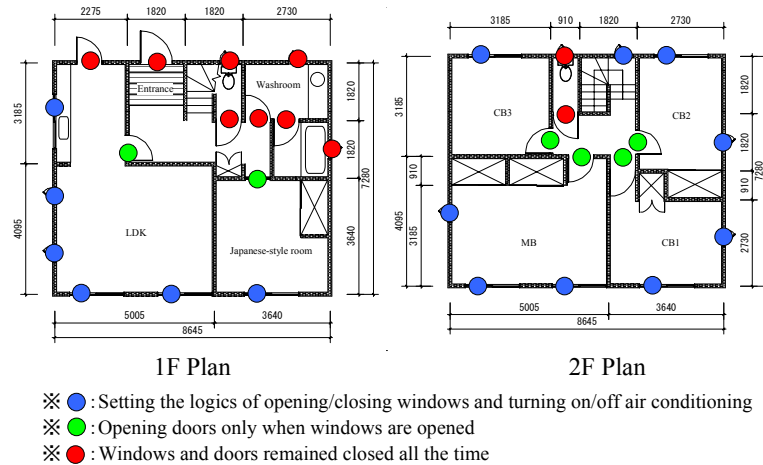 2275 1820 1820 2730
3185 910 1820 2730
Entrance
Washroom
3185
4095
1820
1820
3640
7280
LDK
Japanese-style room
5005 3640
8645
CB3
CB2
3185
910
4095
3185
1820
1820
910
2730
7280
MB
CB1
5005 3640
8645
1F Plan
2F Plan
※ : Setting the logics of opening/closing windows and turning on/off air conditioning
※ : Opening doors only when windows are opened
※ : Windows and doors remained closed all the time